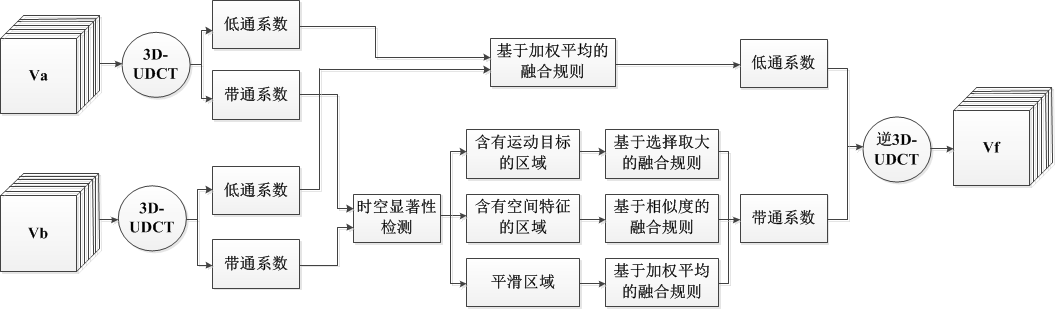 Va
3D-
UDCT
低通系数
带通系数
基于加权平均的
融合规则
低通系数
Vb
3D-
UDCT
低通系数
带通系数
时空显著性
检测
含有运动目标
的区域
基于选择取大
的融合规则
含有空间特征
的区域
基于相似度的
融合规则
平滑区域
基于加权平均
的融合规则
带通系数
逆3D-
UDCT
Vf